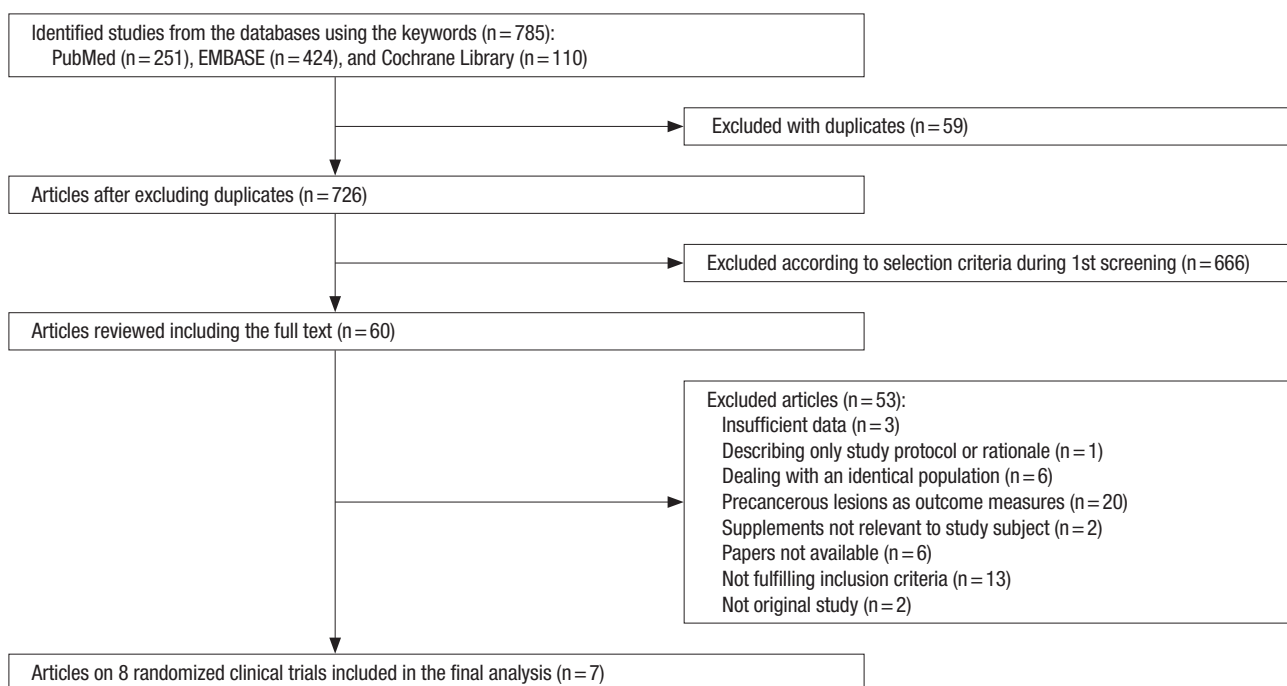 Identified studies from the databases using the keywords (n=785):
PubMed (n=251), EMBASE (n=424), and Cochrane Library (n=110)
Excluded with duplicates (n=59)
Articles after excluding duplicates (n=726)
Excluded according to selection criteria during 1st screening (n=666)
Articles reviewed including the full text (n=60)
Excluded articles (n=53):
Insufficient data (n=3)
Describing only study protocol or rationale (n=1)
Dealing with an identical population (n=6)
Precancerous lesions as outcome measures (n=20)
Supplements not relevant to study subject (n=2)
Papers not available (n=6)
Not fulfilling inclusion criteria (n=13)
Not original study (n=2)
Articles on 8 randomized clinical trials included in the final analysis (n=7)